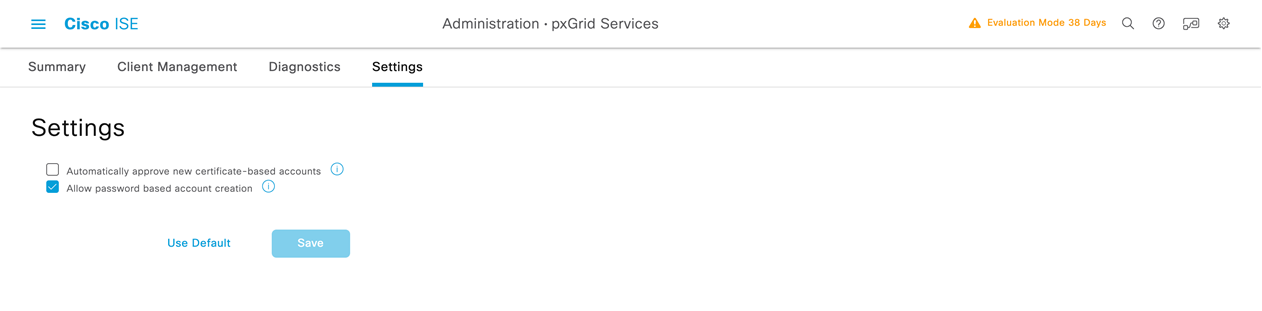 Cisco ISE
Administration · pxGrid Services
Evaluation Mode 38 Days
Summary Client Management Diagnostics Settings
Settings
Automatically approve new certificate-based accounts
Allow password based account creation
Use Default Save